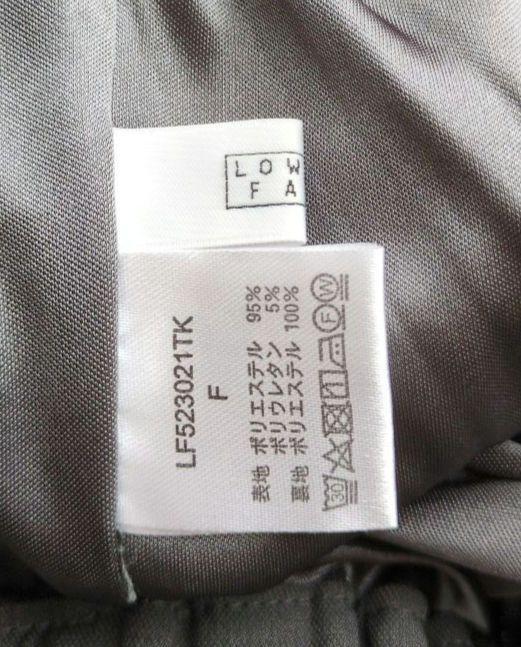 LOW
FA
LF523021TK
F
表地 ポリエステル 95%
ポリウレタン 5%
裏地 ポリエステル 100%
30
F W